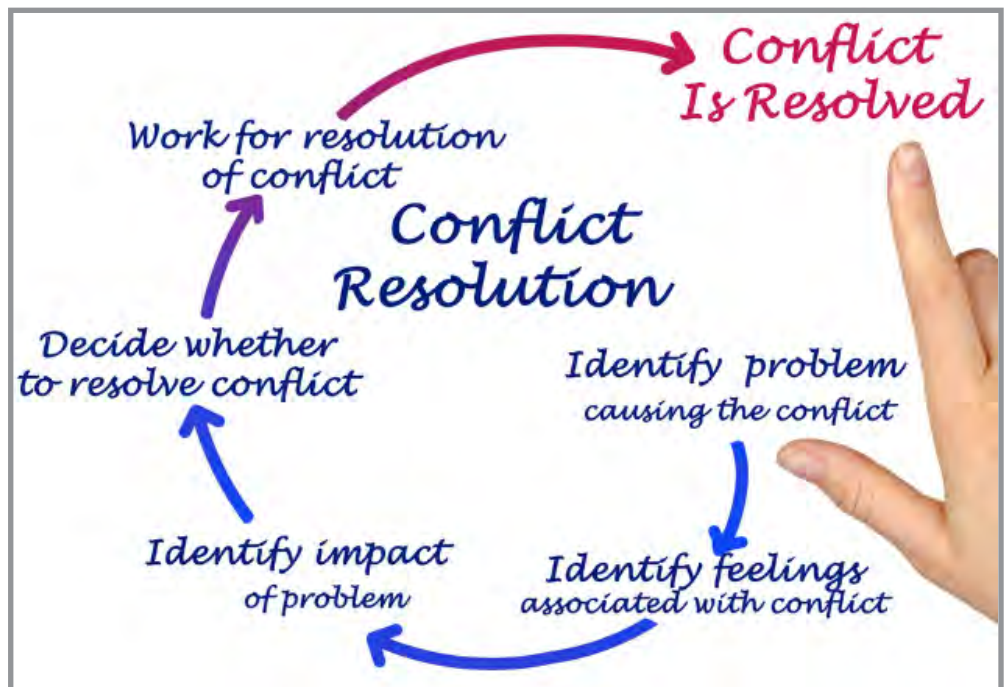 Conflict
Is Resolved
Work for resolution
of conflict
Conflict
Resolution
Decide whether
to resolve conflict
Identify problem
causing the conflict
Identify impact
of problem
Identify feelings
associated with conflict